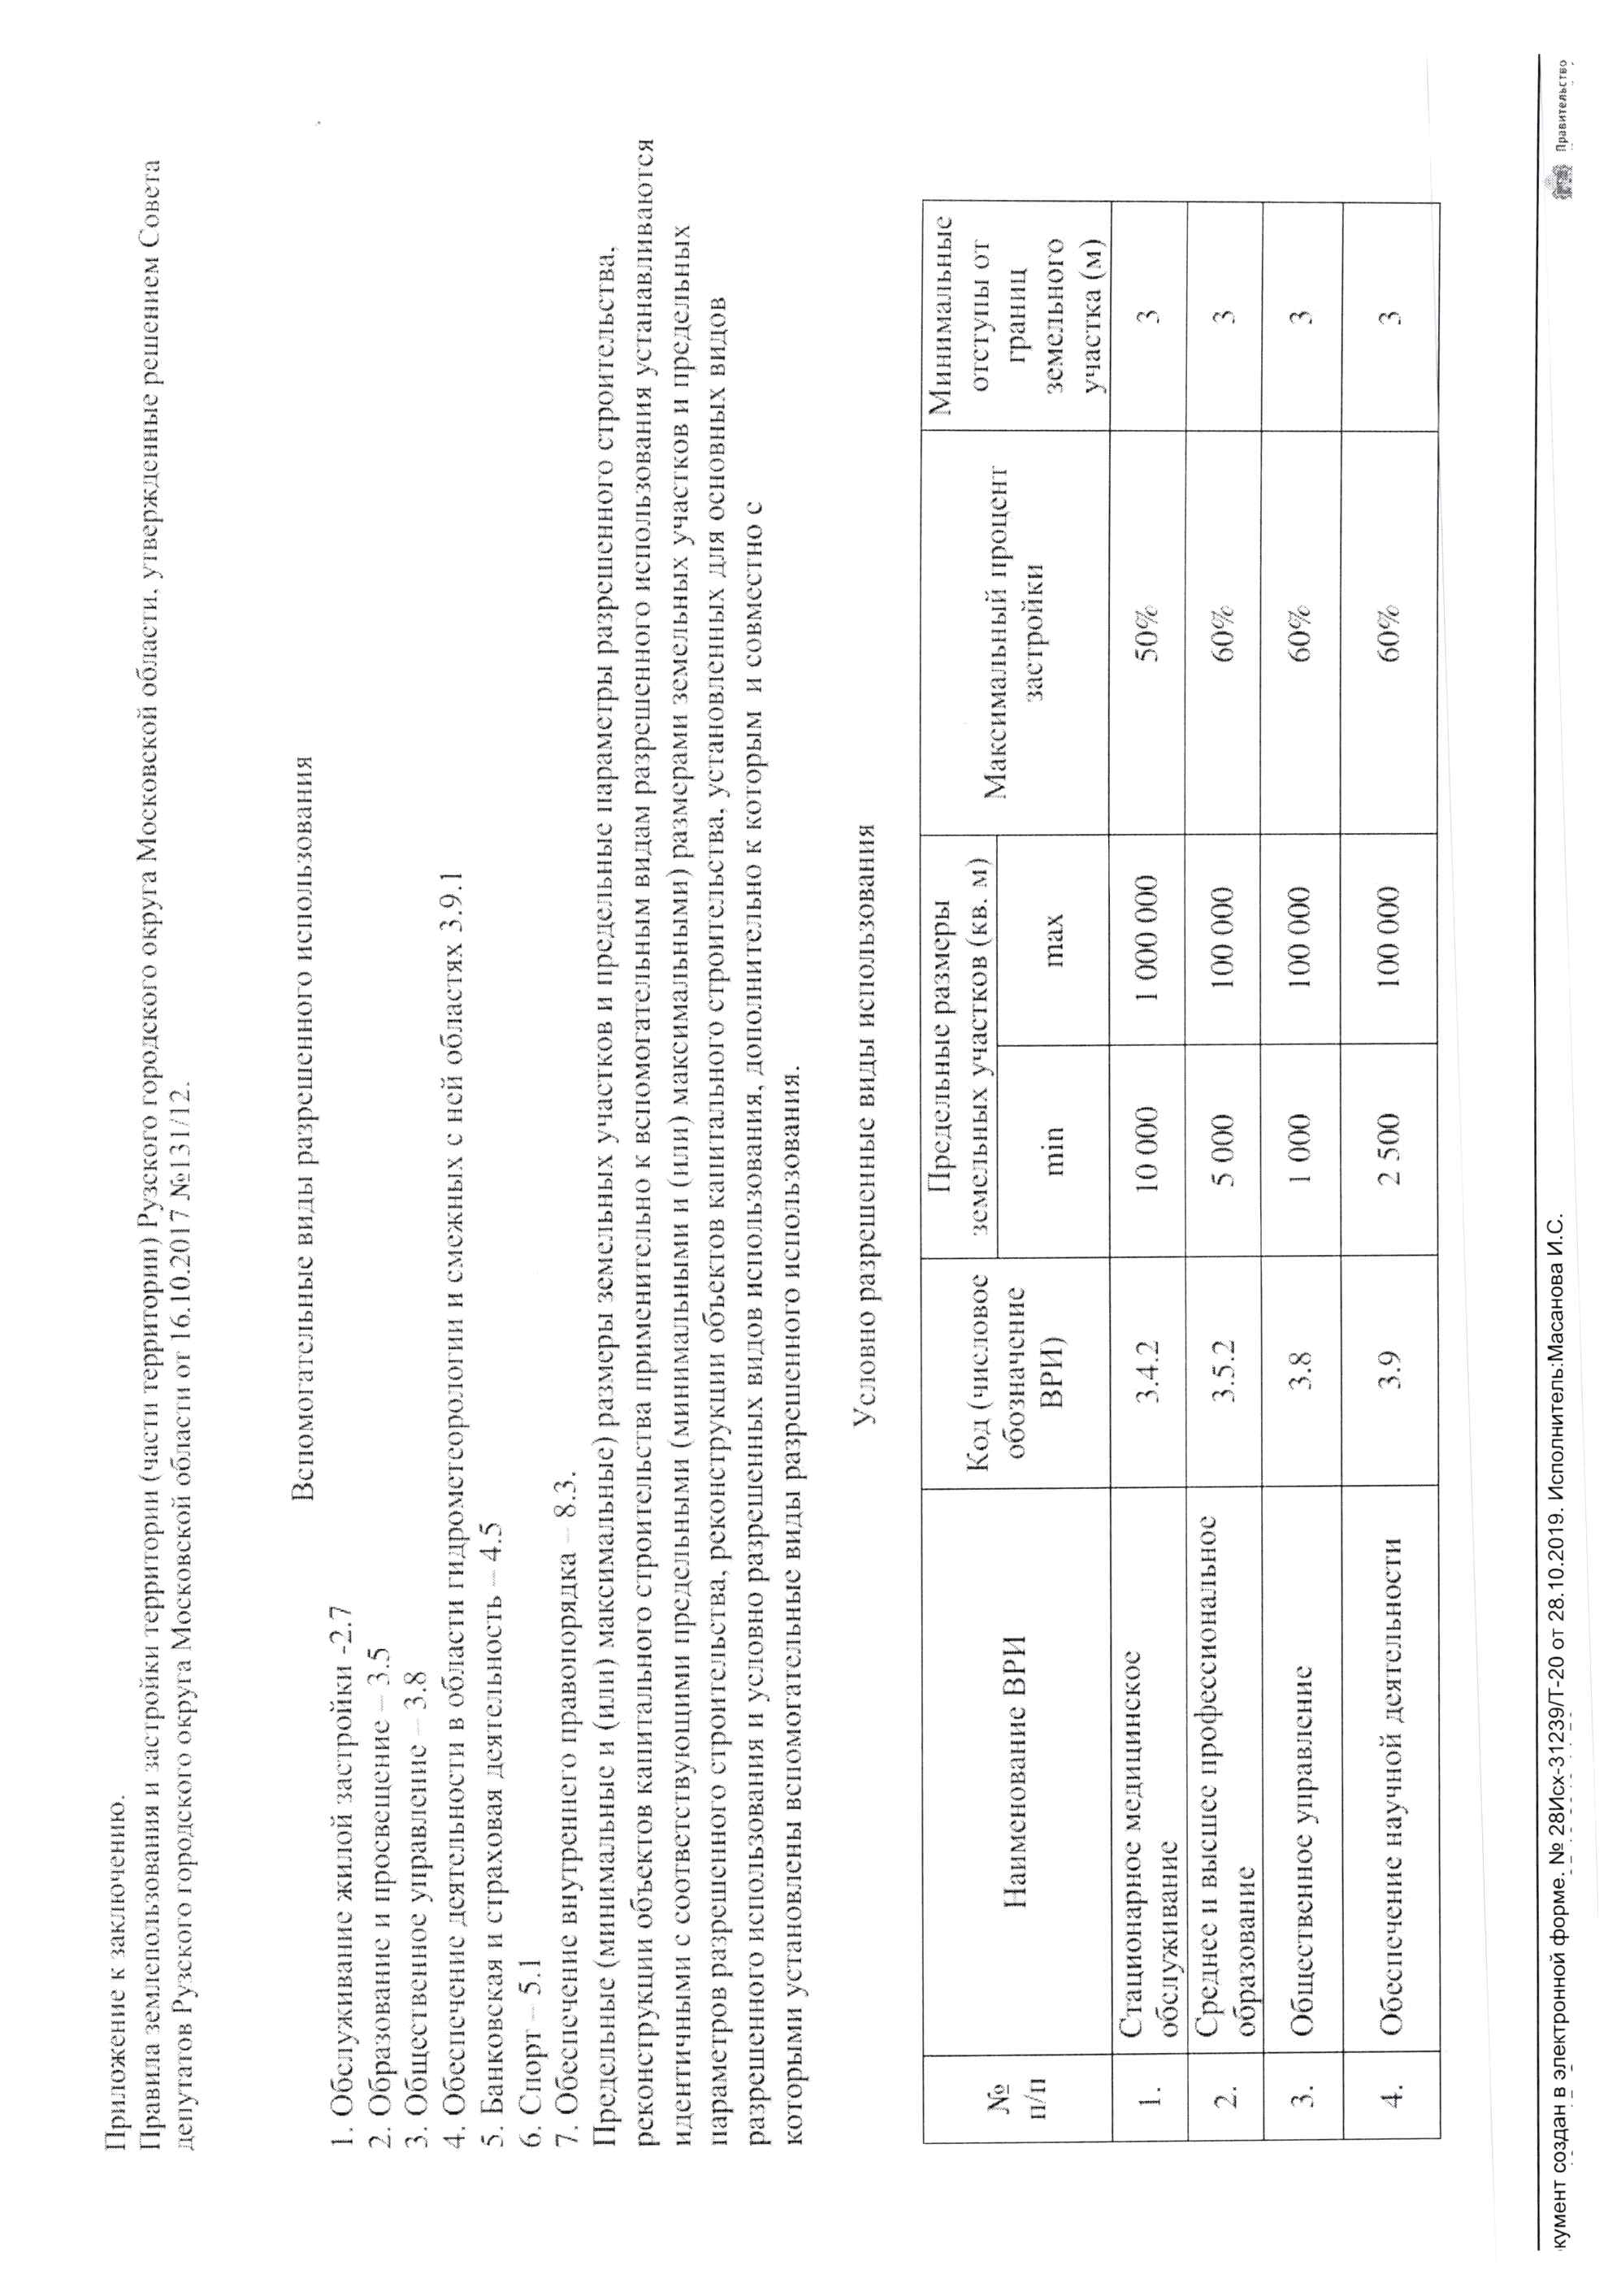 Приложение к заключению.
Правила землепользования и застройки территории (части территории) Рузского городского округа Московской области, утвержденные решением Совета
депутатов Рузского городского округа Московской области от 16.10.2017 №131/12.
Вспомогательные виды разрешенного использования
1. Обслуживание жилой застройки -2.7
2. Образование и просвещение – 3.5
3. Общественное управление – 3.8
4. Обеспечение деятельности в области гидрометеорологии и смежных с ней областях 3.9.1
5. Банковская и страховая деятельность – 4.5
6. Спорт – 5.1
7. Обеспечение внутреннего правопорядка – 8.3.
Предельные (минимальные и (или) максимальные) размеры земельных участков и предельные параметры разрешенного строительства,
реконструкции объектов капитального строительства применительно к вспомогательным видам разрешенного использования устанавливаются
идентичными с соответствующими предельными (минимальными и (или) максимальными) размерами земельных участков и предельных
параметров разрешенного строительства, реконструкции объектов капитального строительства, установленных для основных видов
разрешенного использования и условно разрешенных видов использования, дополнительно к которым и совместно с
которыми установлены вспомогательные виды разрешенного использования.
Условно разрешенные виды использования
№ п/п
Наименование ВРИ
Код (числовое обозначение ВРИ)
Предельные размеры земельных участков (кв. м)
min
max
Максимальный процент застройки
Минимальные отступы от границ земельного участка (м)
1. Стационарное медицинское обслуживание 3.4.2 10 000 1 000 000 50% 3
2. Среднее и высшее профессиональное образование 3.5.2 5 000 100 000 60% 3
3. Общественное управление 3.8 1 000 100 000 60% 3
4. Обеспечение научной деятельности 3.9 2 500 100 000 60% 3
кумент создан в электронной форме. № 28Исх-31239/Т-20 от 28.10.2019. Исполнитель:Масанова И.С.
Правительство